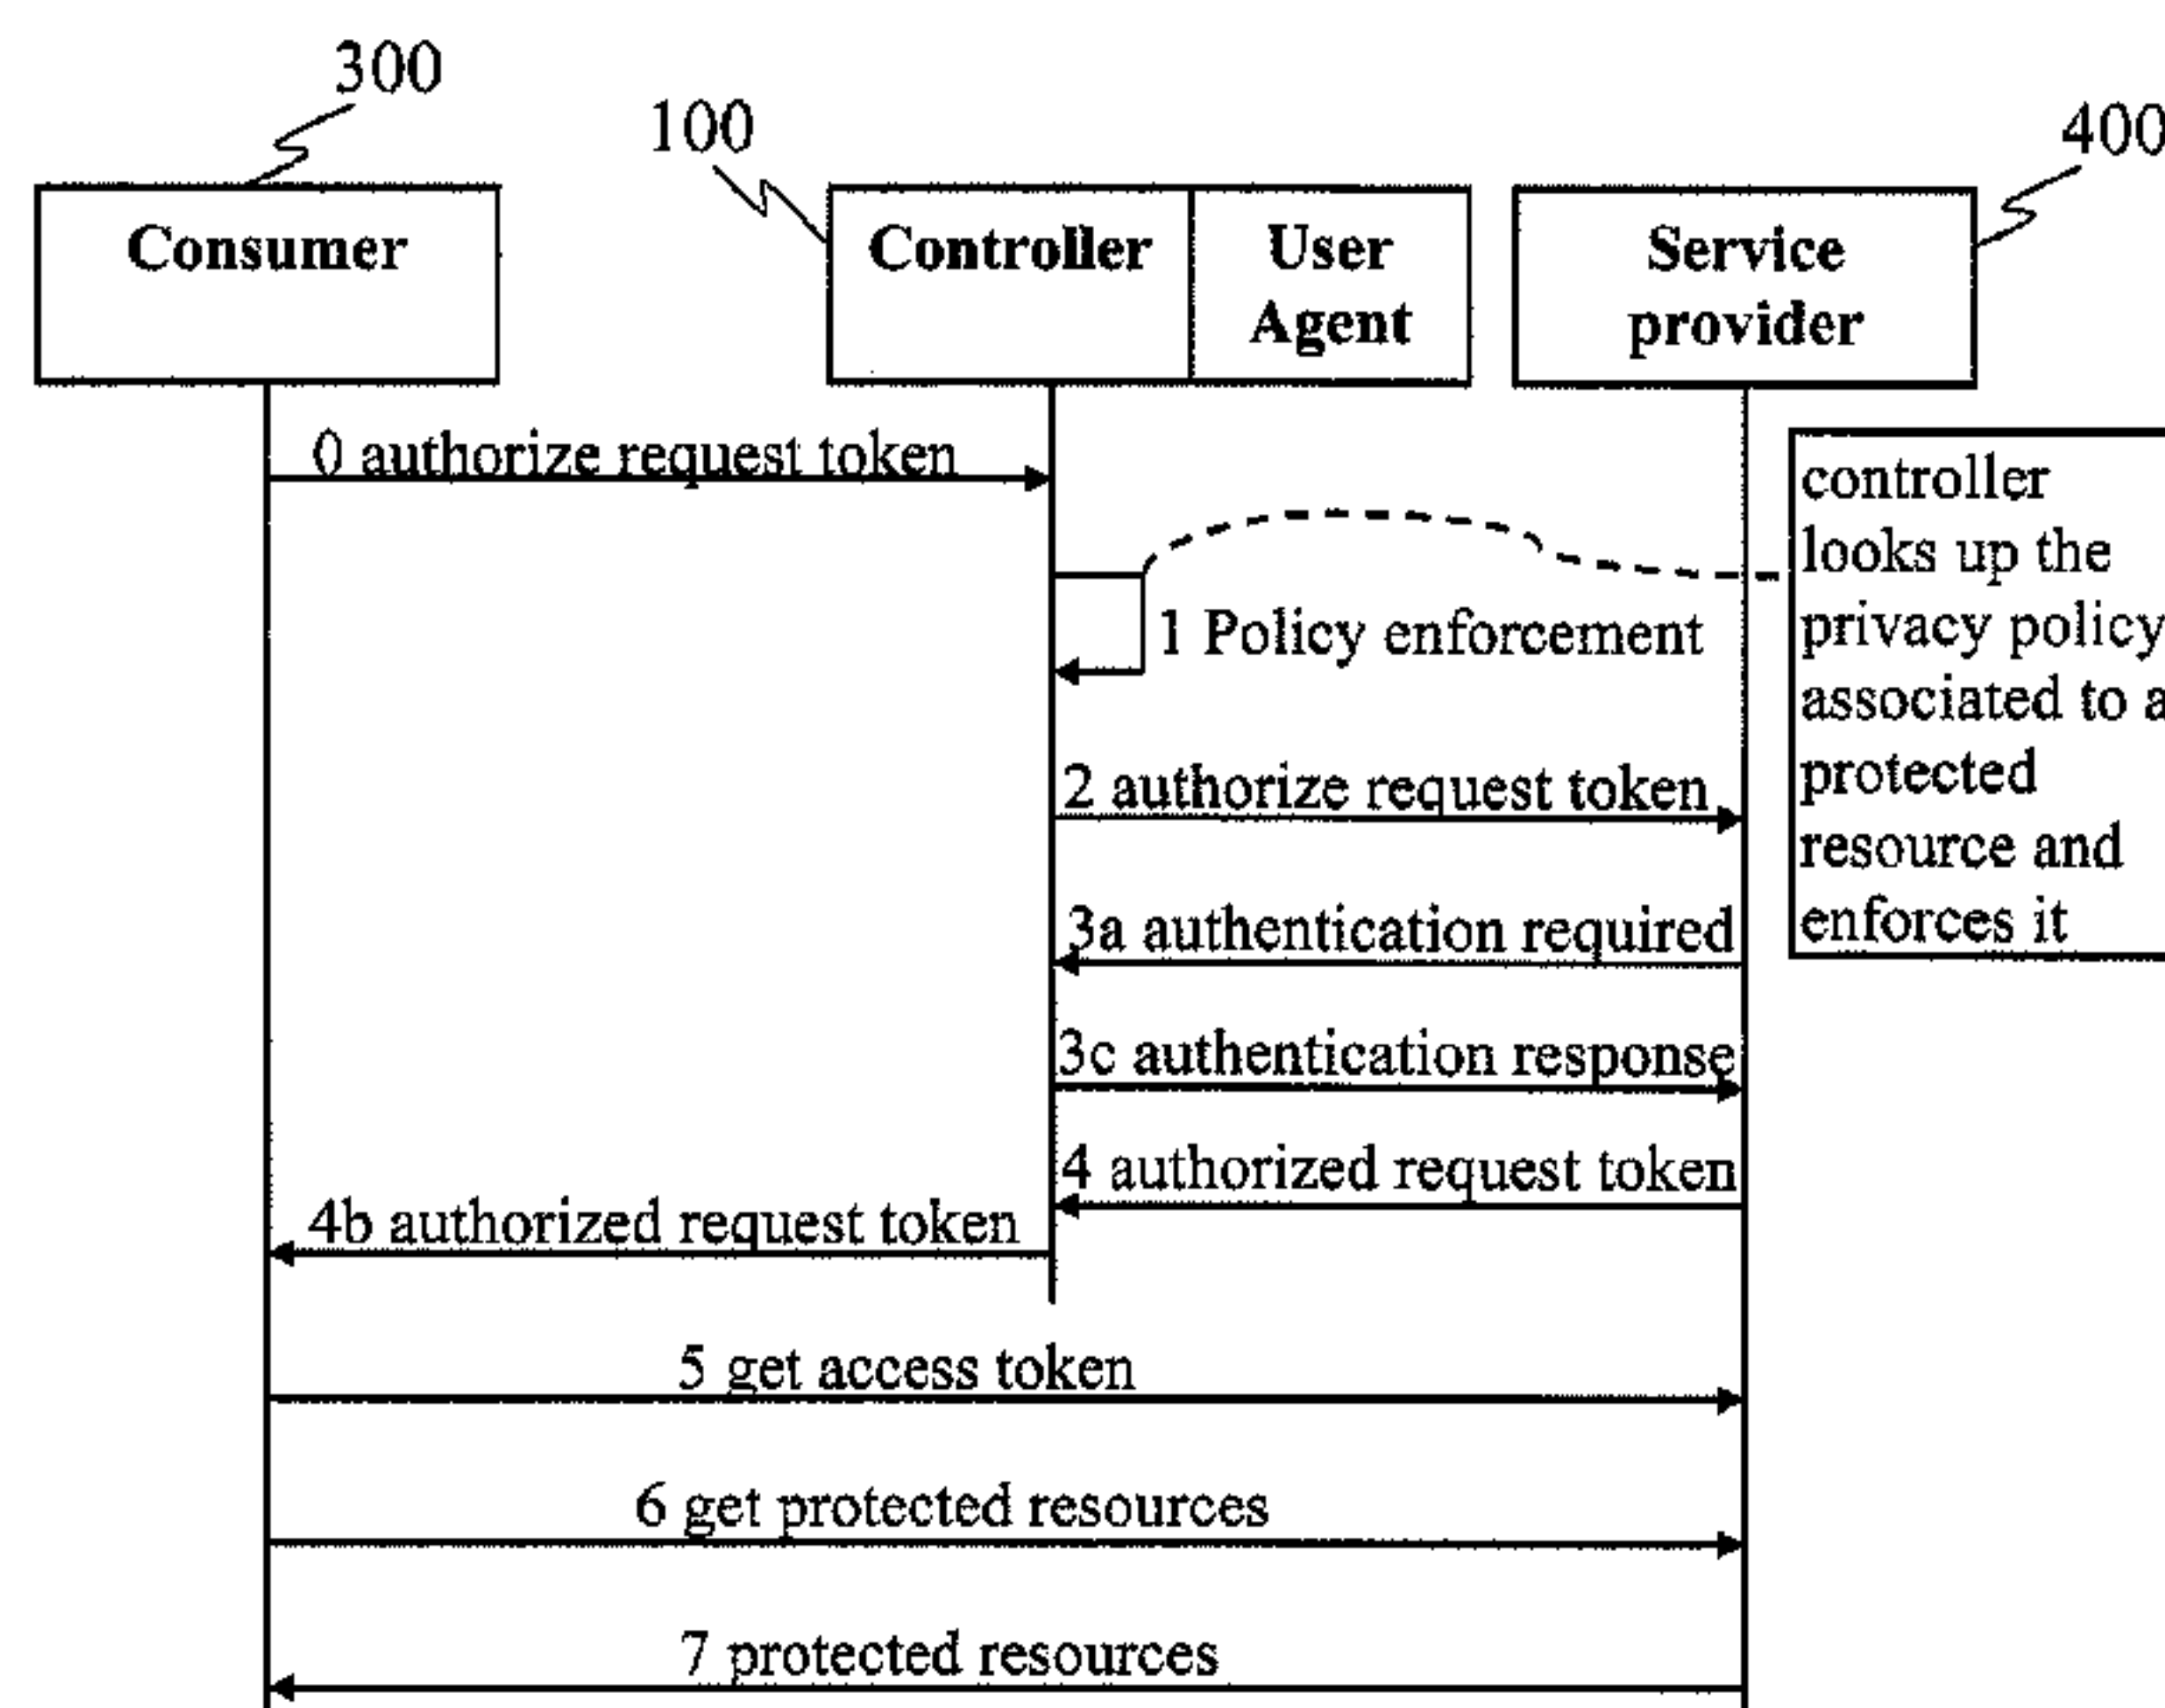 300
100
400
Consumer
Controller
User
Agent
Service
provider
0 authorize request token
controller
looks up the
privacy policy
associated to a
protected
resource and
enforces it
1 Policy enforcement
2 authorize request token
3a authentication required
3c authentication response
4 authorized request token
4b authorized request token
5 get access token
6 get protected resources
7 protected resources